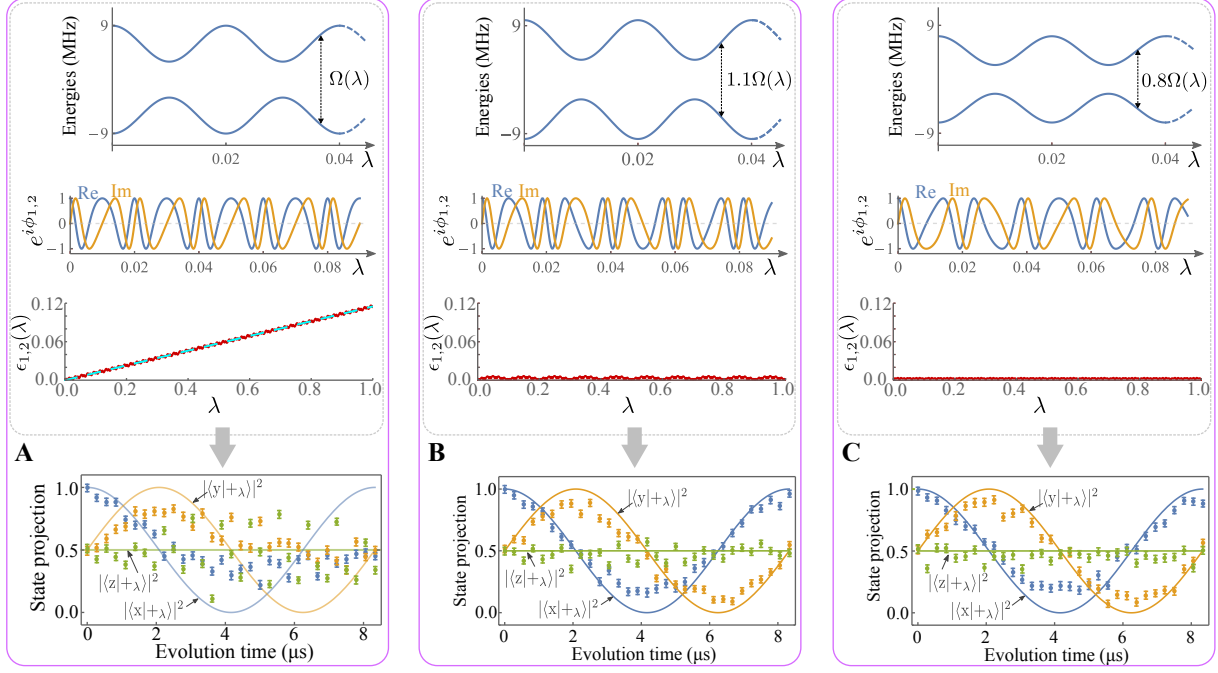 Energies (MHz)
9
−9
Ω(λ)
0.02
0.04
λ
Energies (MHz)
9
−9
1.1Ω(λ)
0.02
0.04
λ
Energies (MHz)
9
−9
0.8Ω(λ)
0.02
0.04
λ
e^{iϕ_{1,2}}
1
0
−1
Re
Im
0
0.02
0.04
0.06
0.08
λ
e^{iϕ_{1,2}}
1
0
−1
Re
Im
0
0.02
0.04
0.06
0.08
λ
e^{iϕ_{1,2}}
1
0
−1
Re
Im
0
0.02
0.04
0.06
0.08
λ
ϵ_{1,2}(λ)
0.12
0.06
0.0
0.0
0.2
0.4
0.6
0.8
1.0
λ
ϵ_{1,2}(λ)
0.12
0.06
0.0
0.0
0.2
0.4
0.6
0.8
1.0
λ
ϵ_{1,2}(λ)
0.12
0.06
0.0
0.0
0.2
0.4
0.6
0.8
1.0
λ
A
State projection
1.0
0.5
0.0
|⟨y|+_λ⟩|^2
|⟨z|+_λ⟩|^2
|⟨x|+_λ⟩|^2
0
2
4
6
8
Evolution time (μs)
B
State projection
1.0
0.5
0.0
|⟨y|+_λ⟩|^2
|⟨z|+_λ⟩|^2
|⟨x|+_λ⟩|^2
0
2
4
6
8
Evolution time (μs)
C
State projection
1.0
0.5
0.0
|⟨y|+_λ⟩|^2
|⟨z|+_λ⟩|^2
|⟨x|+_λ⟩|^2
0
2
4
6
8
Evolution time (μs)